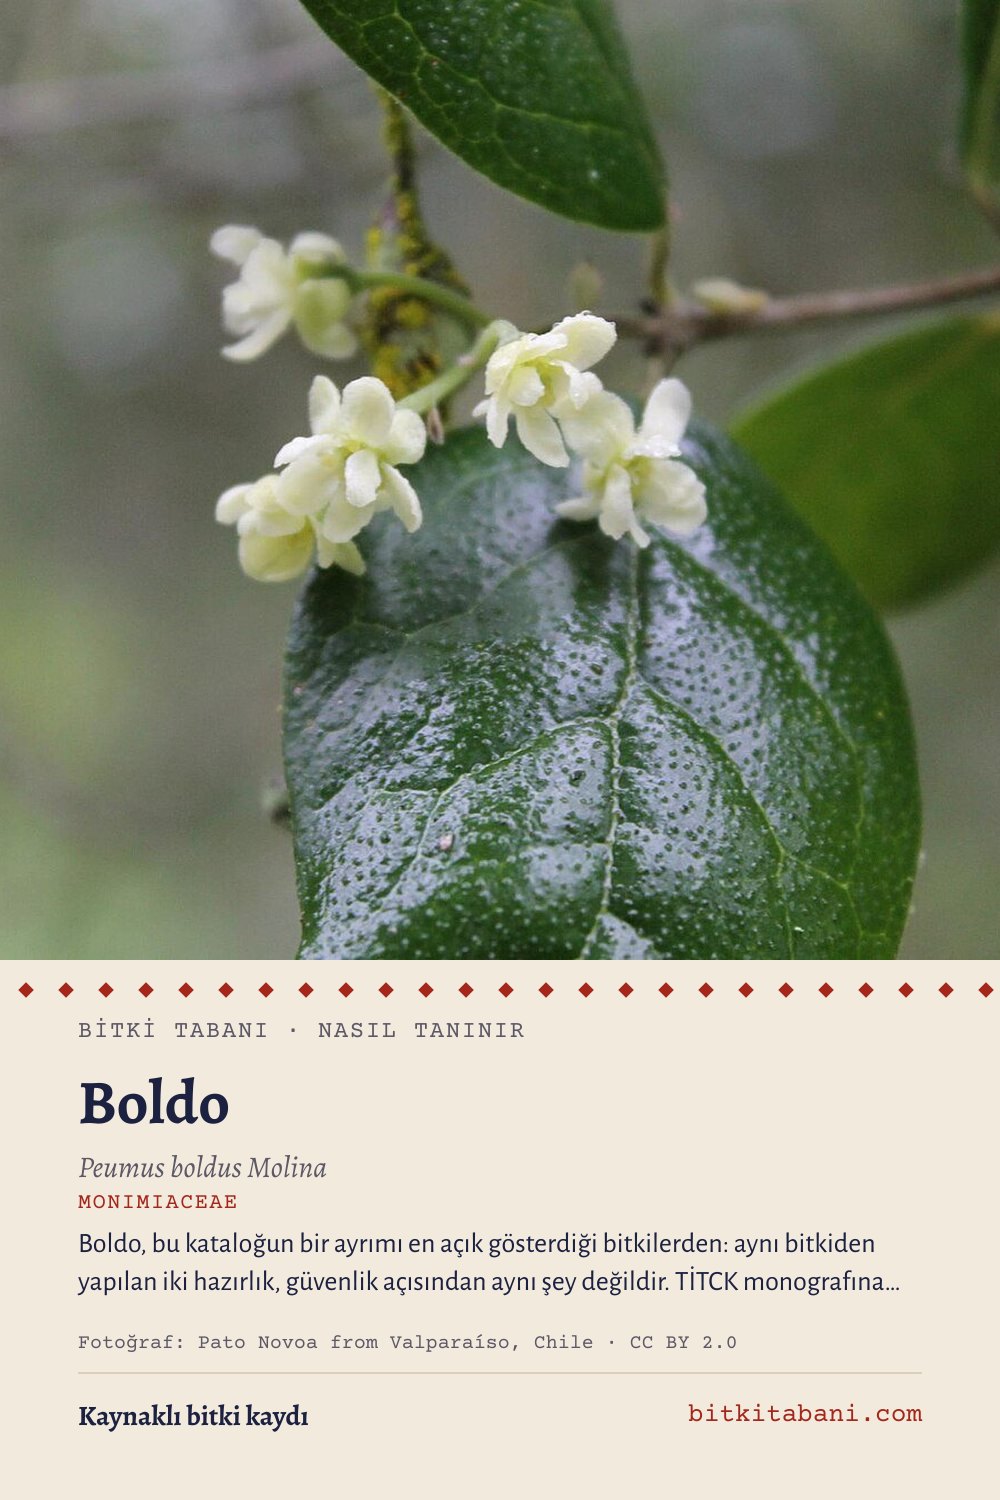 BİTKİ TABANI · NASIL TANINIR
Boldo
Peumus boldus Molina
MONIMIACEAE
Boldo, bu kataloğun bir ayrımı en açık gösterdiği bitkilerden: aynı bitkiden
yapılan iki hazırlık, güvenlik açısından aynı şey değildir. TİTCK monografına…
Fotoğraf: Pato Novoa from Valparaíso, Chile · CC BY 2.0
Kaynaklı bitki kaydı
bitkitabani.com